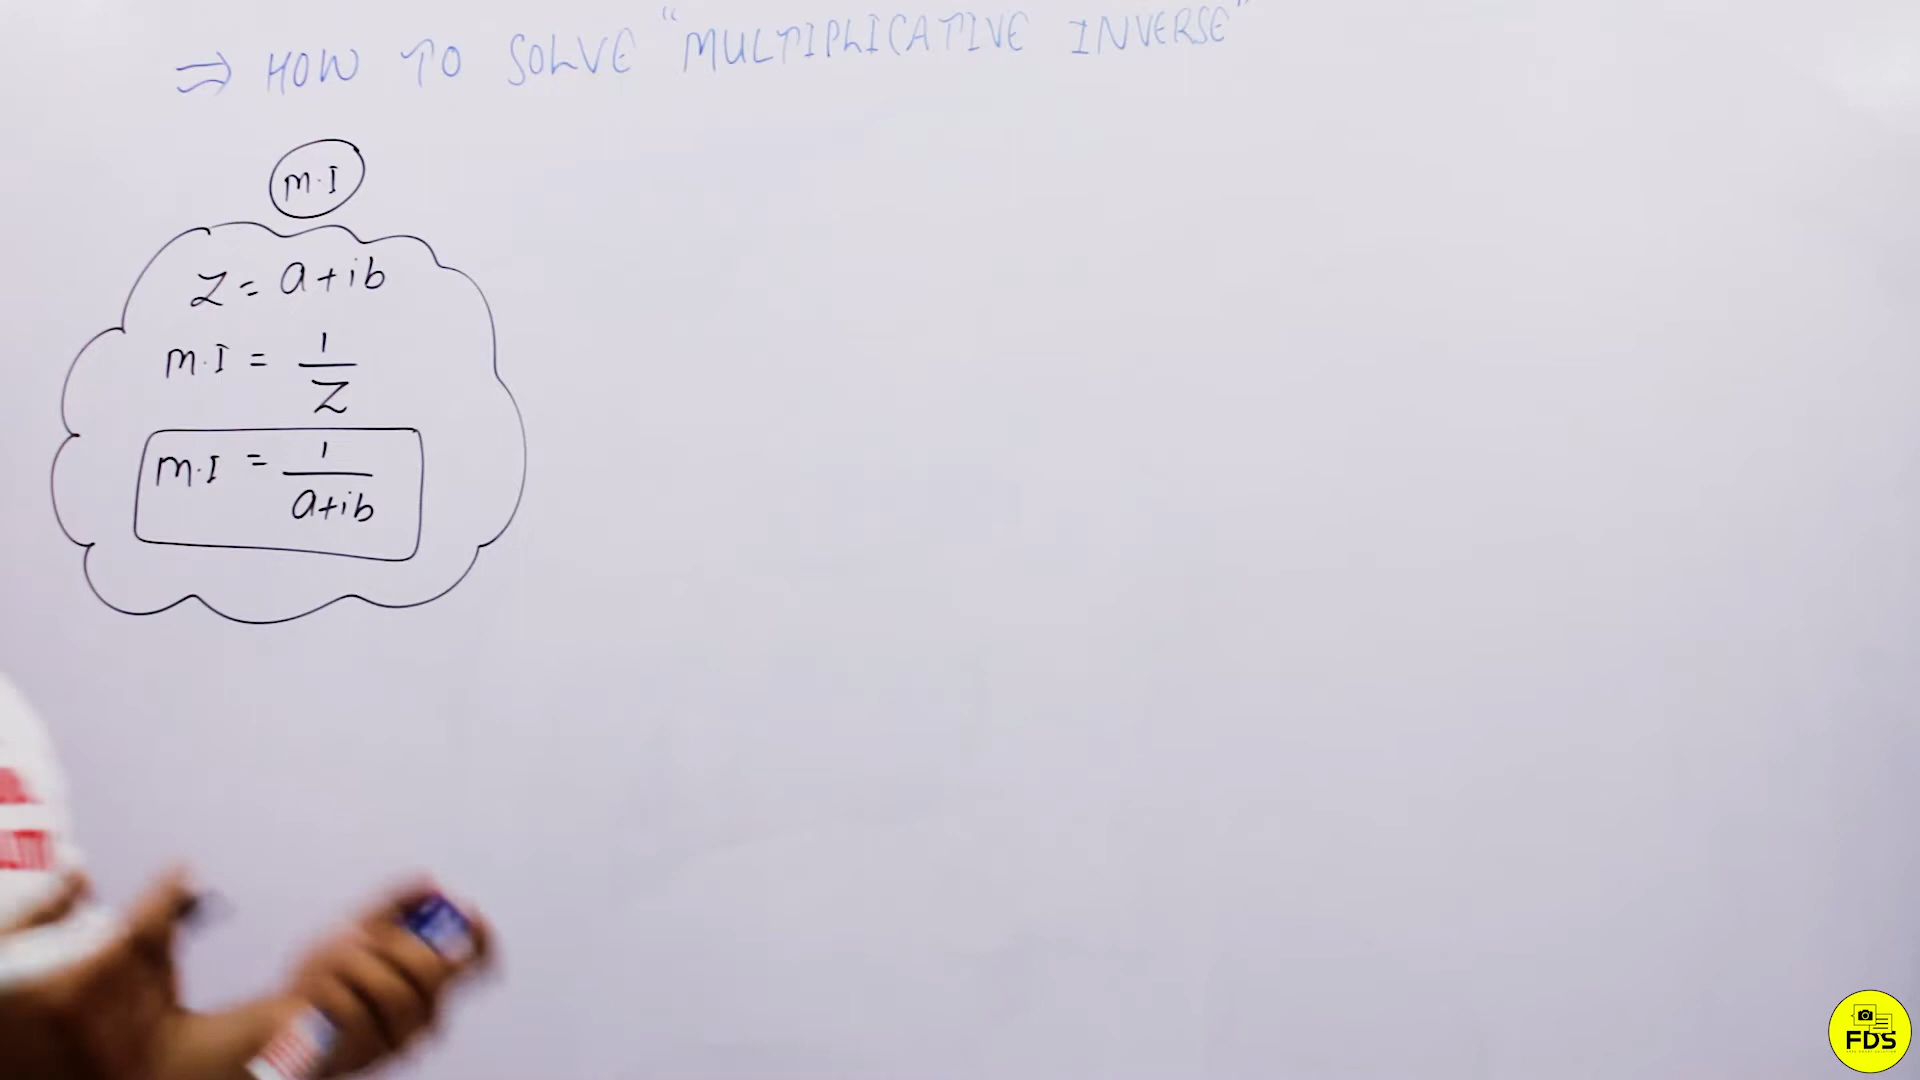 ⇒ HOW TO SOLVE "MULTIPLICATIVE INVERSE"
M.I
Z = a+ib
M.I = 1/Z
M.I = 1/a+ib
FDS